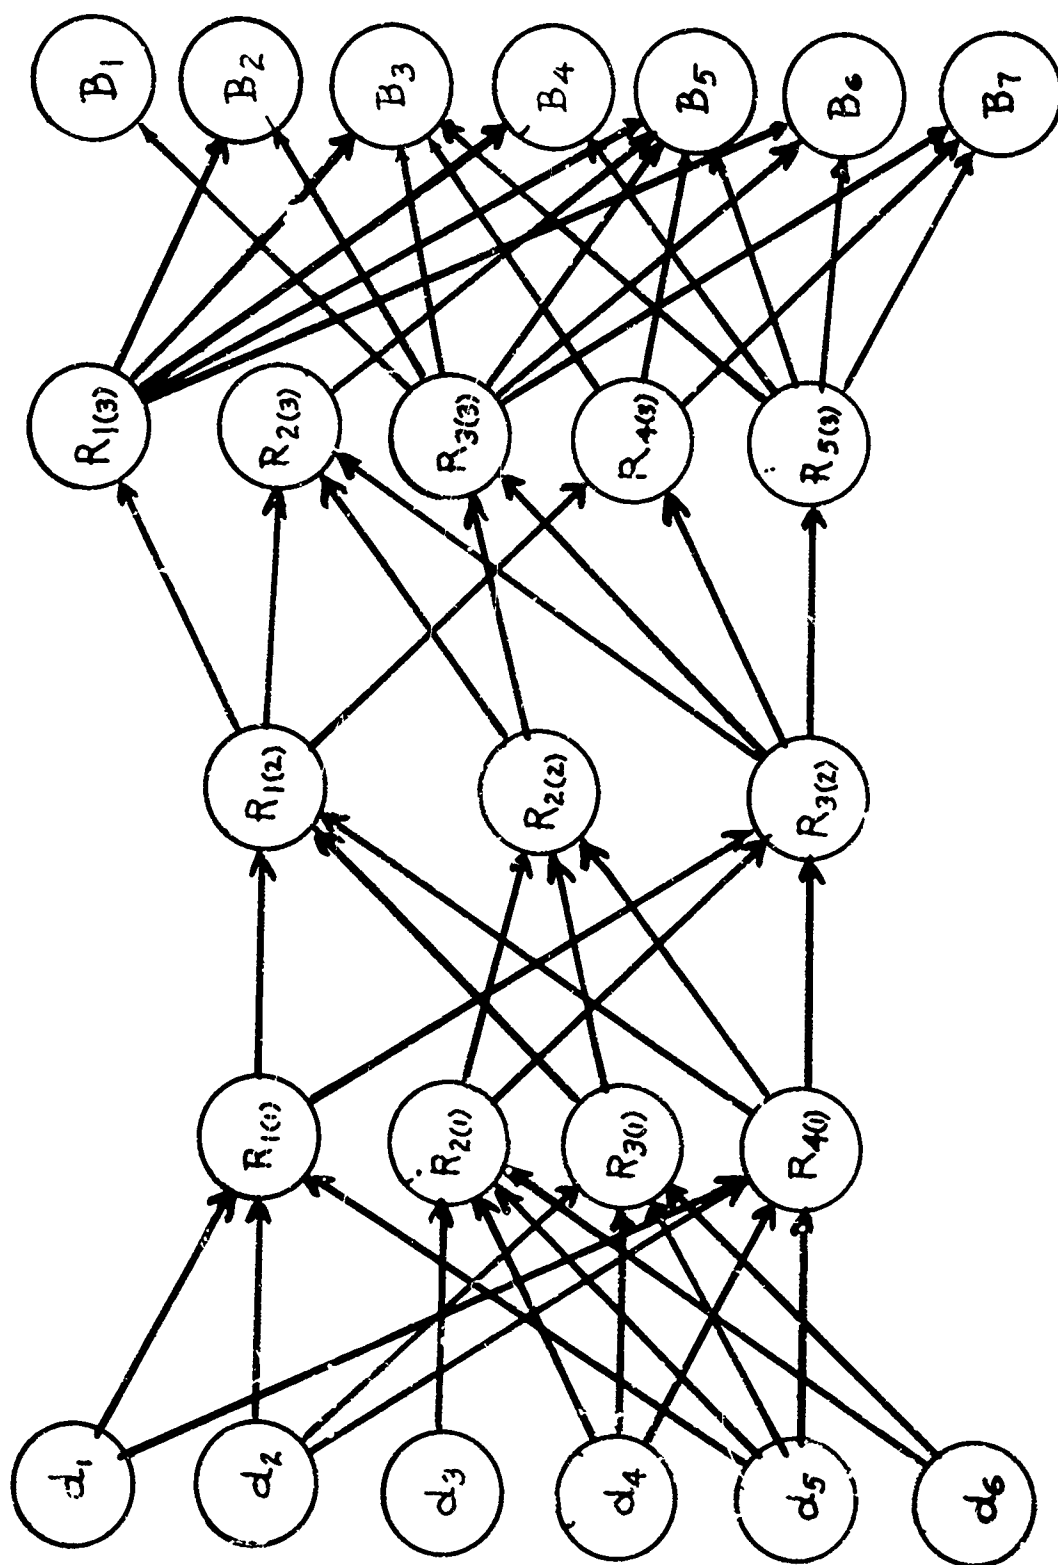 B1
B2
B3
B4
B5
B6
B7
R1(3)
R2(3)
R3(3)
R4(3)
R5(3)
R1(2)
R2(2)
R3(2)
R1(1)
R2(1)
R3(1)
R4(1)
d1
d2
d3
d4
d5
d6